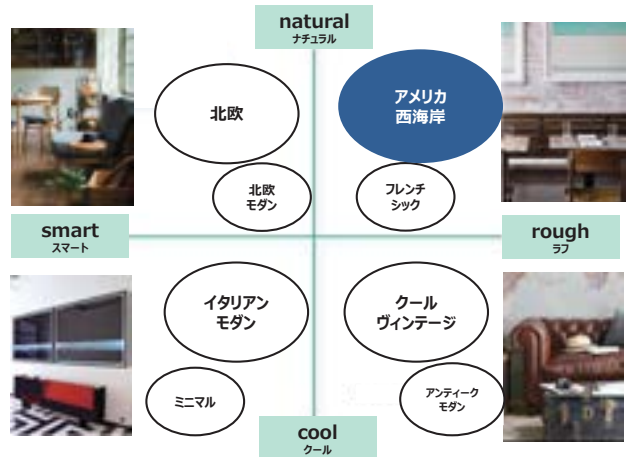 natural
ナチュラル
北欧
アメリカ
西海岸
北欧
モダン
フレンチ
シック
smart
スマート
rough
ラフ
イタリアン
モダン
クール
ヴィンテージ
ミニマル
アンティーク
モダン
cool
クール